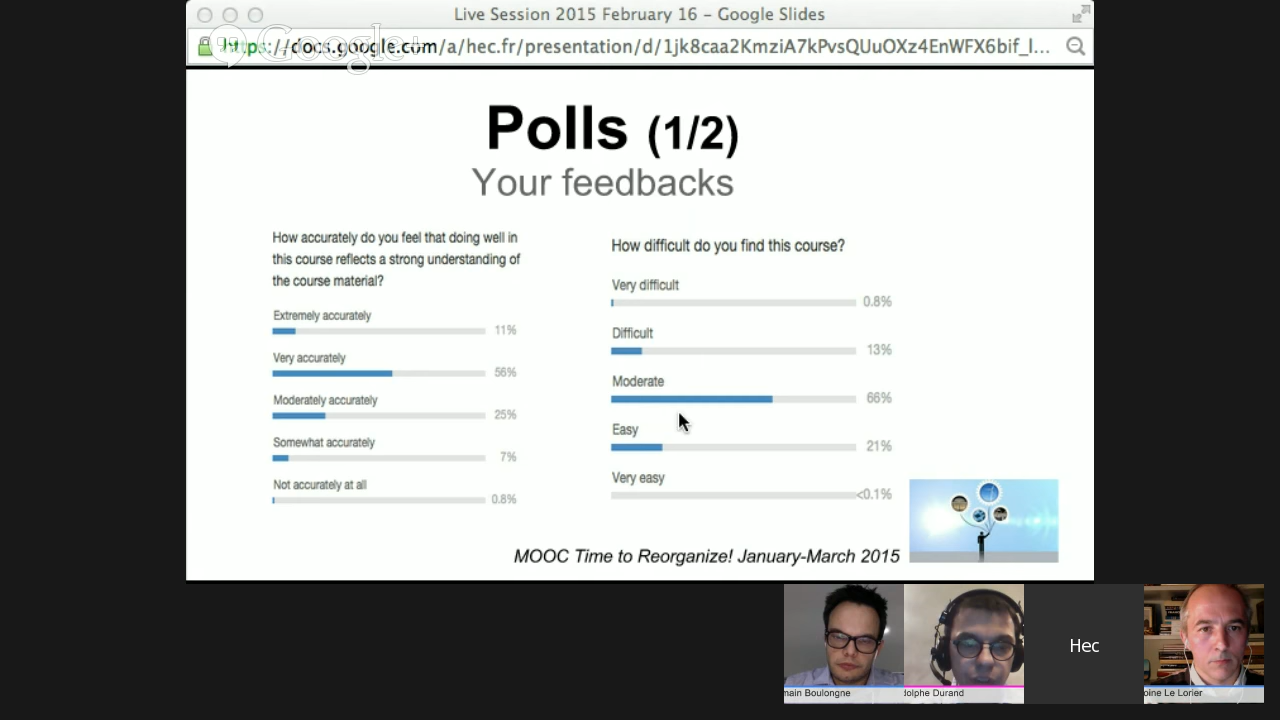 Live Session 2015 February 16 – Google Slides
Google+
https://docs.google.com/a/hec.fr/presentation/d/1jk8caa2KmziA7kPvsQUuOXz4EnWFX6bif_l...
Polls (1/2)
Your feedbacks
How accurately do you feel that doing well in
this course reflects a strong understanding of
the course material?
Extremely accurately
11%
Very accurately
56%
Moderately accurately
25%
Somewhat accurately
7%
Not accurately at all
0.8%
How difficult do you find this course?
Very difficult
0.8%
Difficult
13%
Moderate
66%
Easy
21%
Very easy
<0.1%
MOOC Time to Reorganize! January-March 2015
Hec
main Boulongne
dolphe Durand
oine Le Lorier